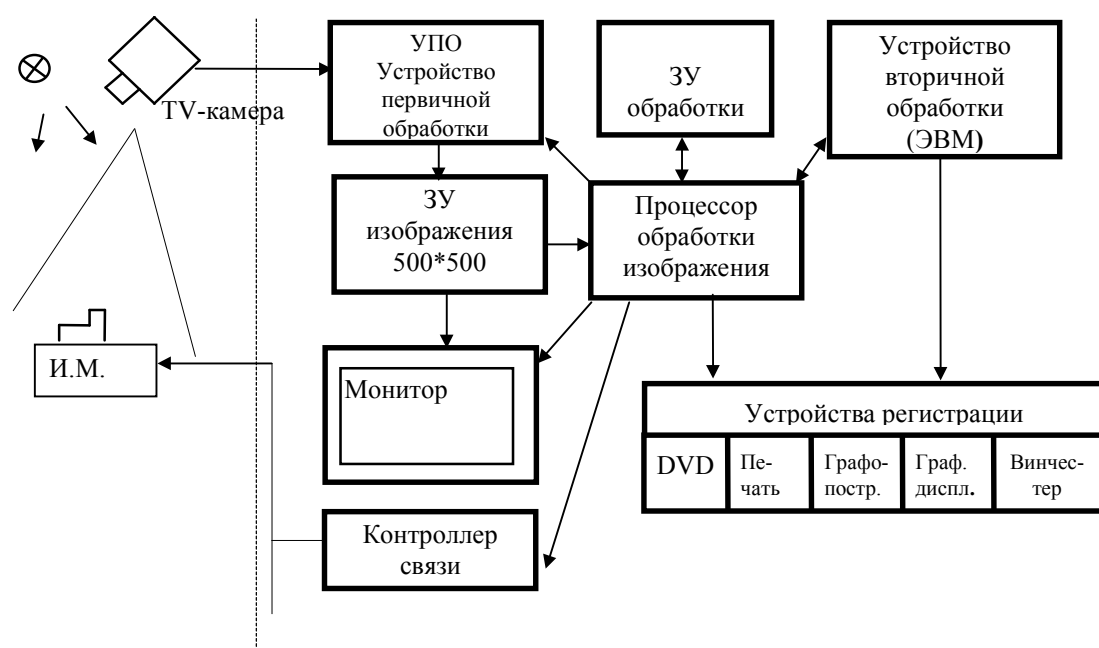 TV-камера
УПО
Устройство
первичной
обработки
ЗУ
обработки
Устройство
вторичной
обработки
(ЭВМ)
ЗУ
изображения
500*500
Процессор
обработки
изображения
И.М.
Монитор
Устройства регистрации
DVD
Пе-
чать
Графо-
постр.
Граф.
диспл.
Винчес-
тер
Контроллер
связи